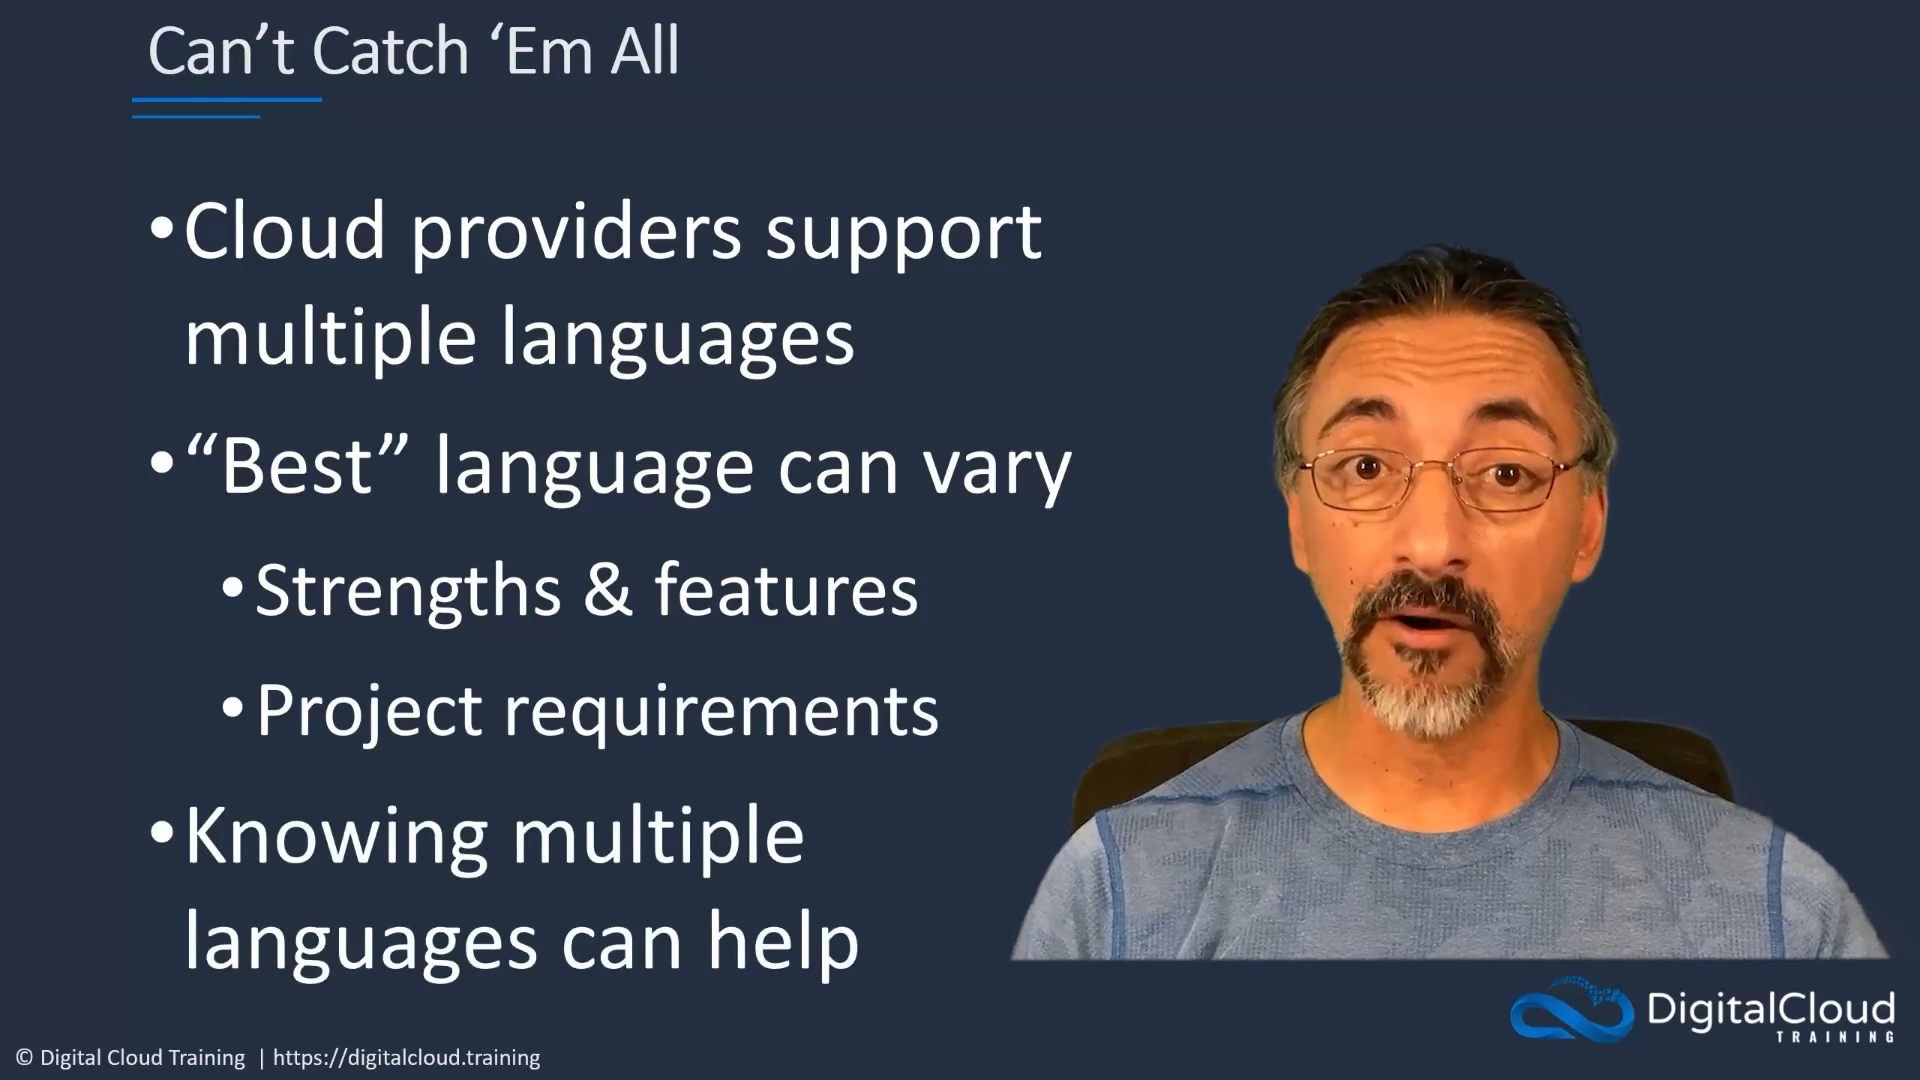 Can’t Catch ‘Em All
•Cloud providers support
multiple languages
•“Best” language can vary
•Strengths & features
•Project requirements
•Knowing multiple
languages can help
DigitalCloud
TRAINING
© Digital Cloud Training | https://digitalcloud.training